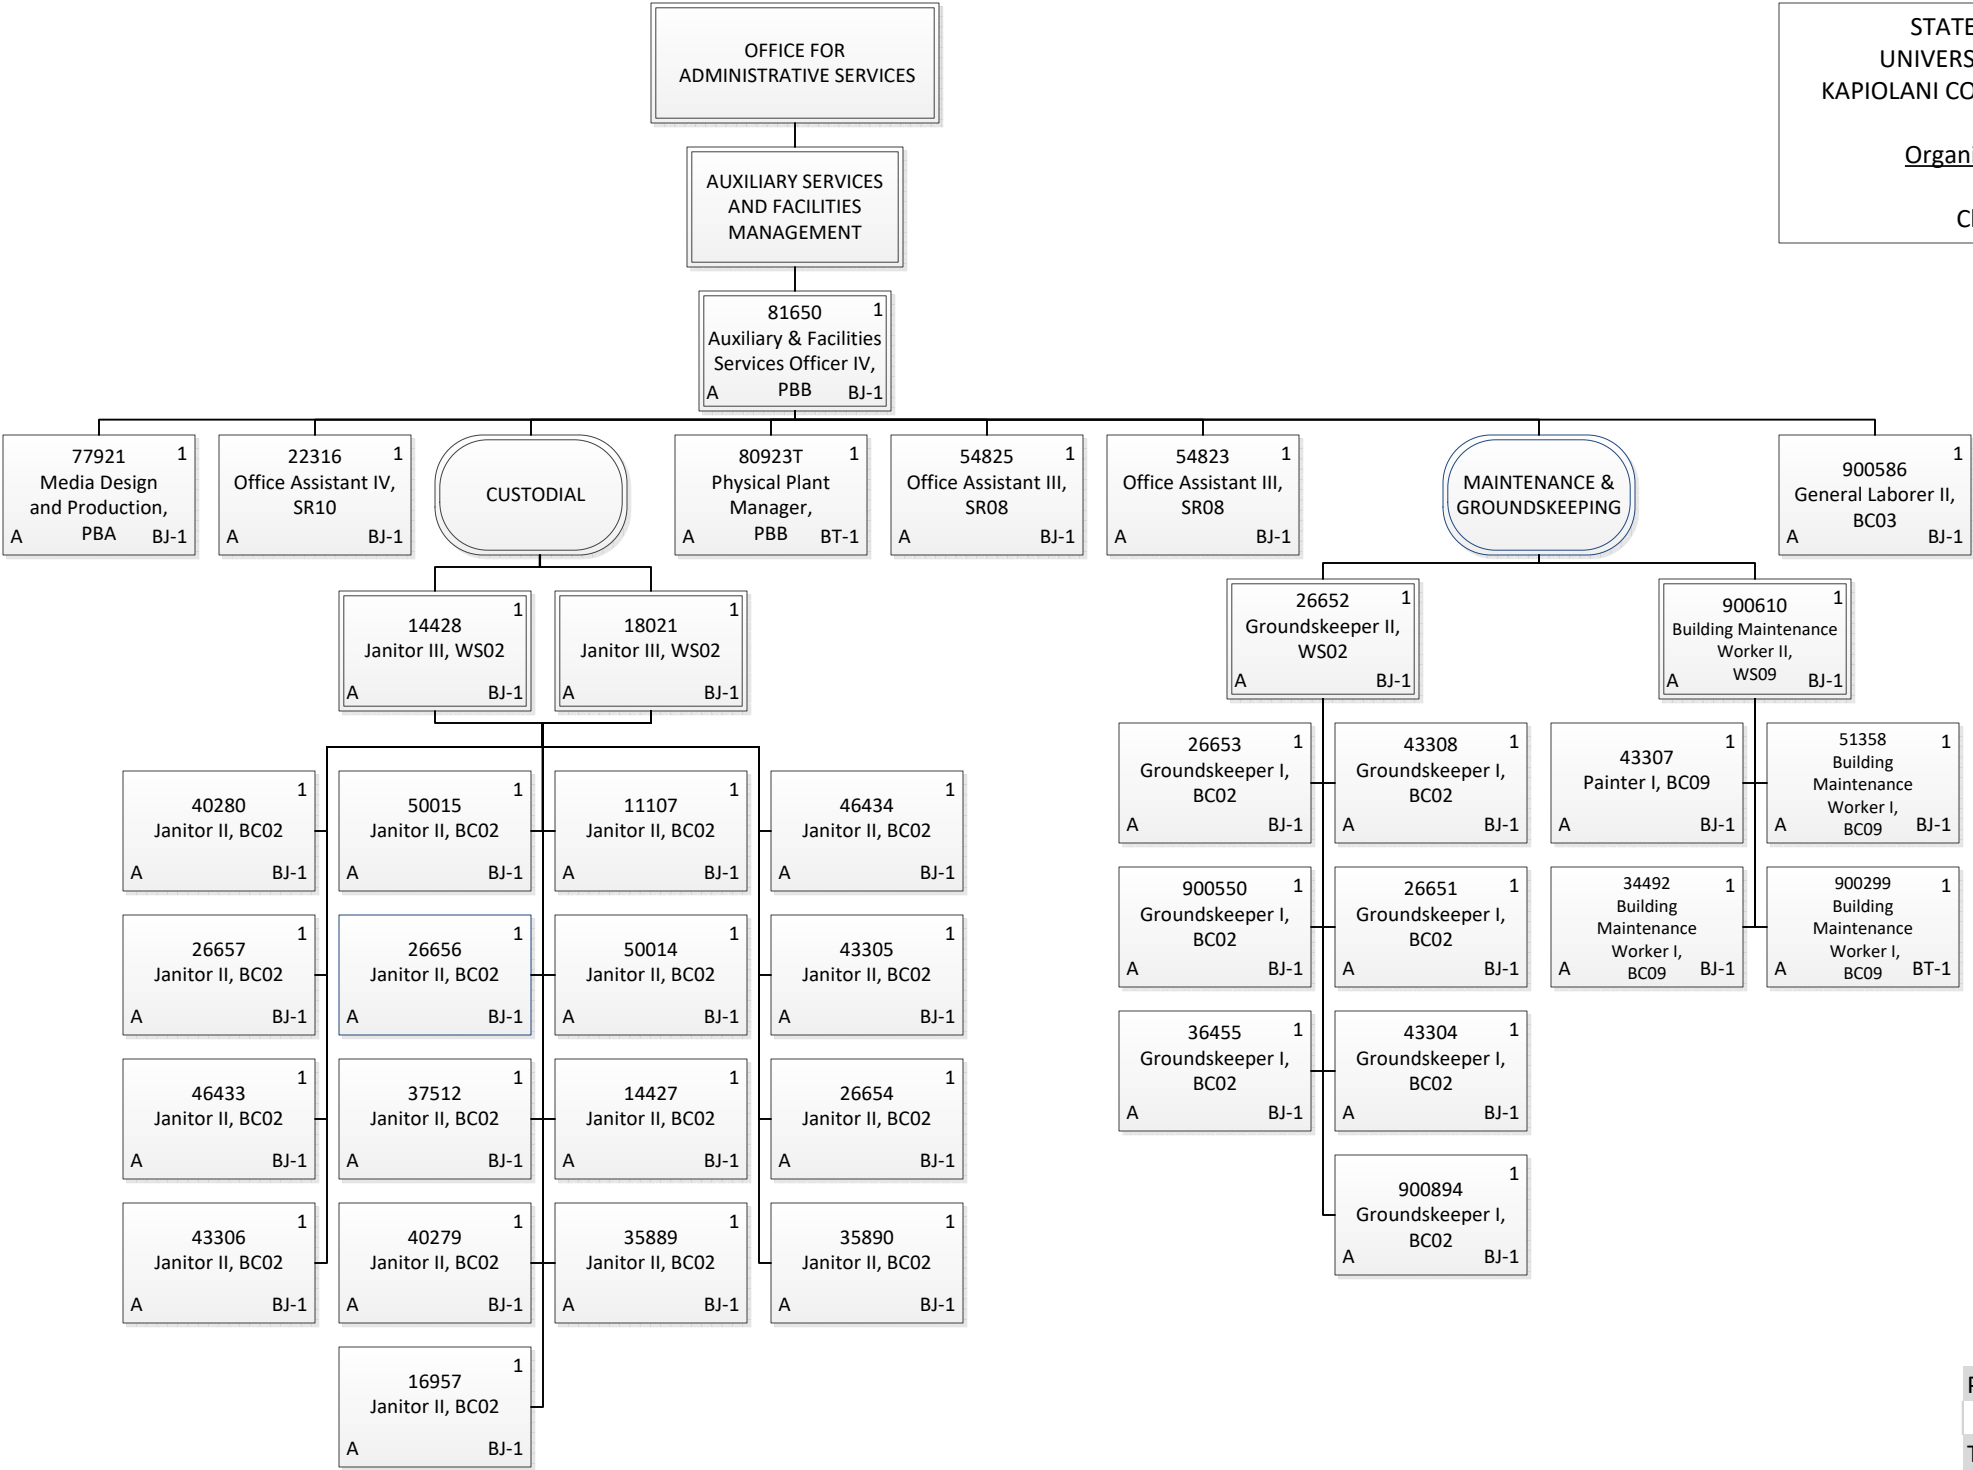 OFFICE FOR
ADMINISTRATIVE SERVICES
STATE
UNIVERS
KAPIOLANI CO
Organi
AUXILIARY SERVICES
AND FACILITIES
MANAGEMENT
81650 1
Auxiliary & Facilities
Services Officer IV,
PBB
A BJ-1
77921 1
Media Design
and Production,
PBA
A BJ-1
22316 1
Office Assistant IV,
SR10
A BJ-1
CUSTODIAL
80923T 1
Physical Plant
Manager,
PBB
A BT-1
54825 1
Office Assistant III,
SR08
A BJ-1
54823 1
Office Assistant III,
SR08
A BJ-1
MAINTENANCE &
GROUNDSKEEPING
1
900586
General Laborer II,
BC03
A BJ-1
1
14428
Janitor III, WS02
A BJ-1
1
18021
Janitor III, WS02
A BJ-1
26652 1
Groundskeeper II,
WS02
A BJ-1
900610 1
Building Maintenance
Worker II,
WS09
A BJ-1
26653 1
Groundskeeper I,
BC02
A BJ-1
43308 1
Groundskeeper I,
BC02
A BJ-1
1
43307
Painter I, BC09
A BJ-1
51358 1
Building
Maintenance
Worker I,
BC09
A BJ-1
1
40280
Janitor II, BC02
A BJ-1
1
50015
Janitor II, BC02
A BJ-1
1
11107
Janitor II, BC02
A BJ-1
1
46434
Janitor II, BC02
A BJ-1
900550 1
Groundskeeper I,
BC02
A BJ-1
26651 1
Groundskeeper I,
BC02
A BJ-1
34492 1
Building
Maintenance
Worker I,
BC09
A BJ-1
900299 1
Building
Maintenance
Worker I,
BC09
A BT-1
1
26657
Janitor II, BC02
A BJ-1
1
26656
Janitor II, BC02
A BJ-1
1
50014
Janitor II, BC02
A BJ-1
1
43305
Janitor II, BC02
A BJ-1
36455 1
Groundskeeper I,
BC02
A BJ-1
43304 1
Groundskeeper I,
BC02
A BJ-1
1
46433
Janitor II, BC02
A BJ-1
1
37512
Janitor II, BC02
A BJ-1
1
14427
Janitor II, BC02
A BJ-1
1
26654
Janitor II, BC02
A BJ-1
1
900894
Groundskeeper I,
BC02
A BJ-1
1
43306
Janitor II, BC02
A BJ-1
1
40279
Janitor II, BC02
A BJ-1
1
35889
Janitor II, BC02
A BJ-1
1
35890
Janitor II, BC02
A BJ-1
1
16957
Janitor II, BC02
A BJ-1